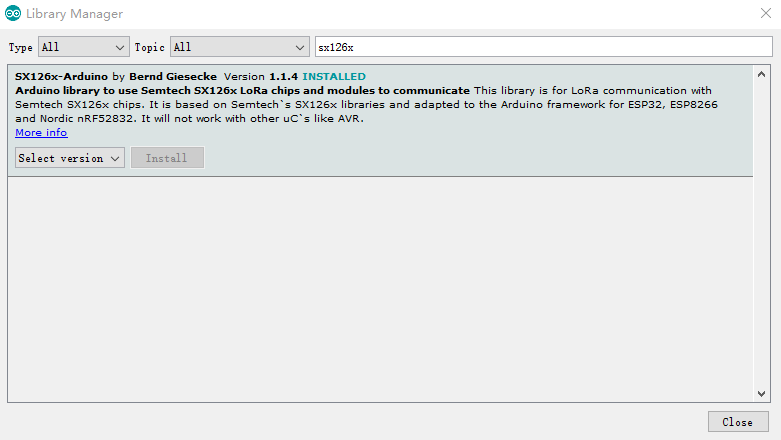 Library Manager
Type All Topic All sx126x
SX126x-Arduino by Bernd Giesecke Version 1.1.4 INSTALLED
Arduino library to use Semtech SX126x LoRa chips and modules to communicate This library is for LoRa communication with
Semtech SX126x chips. It is based on Semtech`s SX126x libraries and adapted to the Arduino framework for ESP32, ESP8266
and Nordic nRF52832. It will not work with other uC`s like AVR.
More info
Select version Install
Close